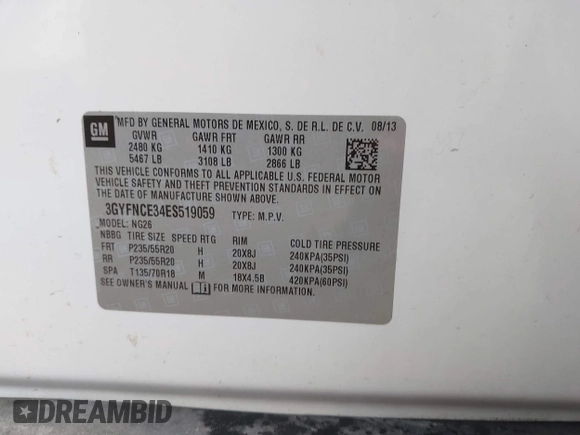 GM MFD BY GENERAL MOTORS DE MEXICO, S. DE R.L. DE C.V. 08/13
GVWR GAWR FRT GAWR RR
2480 KG 1410 KG 1300 KG
5467 LB 3108 LB 2866 LB
THIS VEHICLE CONFORMS TO ALL APPLICABLE U.S. FEDERAL MOTOR
VEHICLE SAFETY AND THEFT PREVENTION STANDARDS IN EFFECT ON
THE DATE OF MANUFACTURE SHOWN ABOVE.
3GYFNCE34ES519059 TYPE: M.P.V.
MODEL: NG26
NBBG TIRE SIZE SPEED RTG RIM COLD TIRE PRESSURE
FRT P235/55R20 H 20X8J 240KPA(35PSI)
RR P235/55R20 H 20X8J 240KPA(35PSI)
SPA T135/70R18 M 18X4.5B 420KPA(60PSI)
SEE OWNER'S MANUAL FOR MORE INFORMATION.
DREAMBID